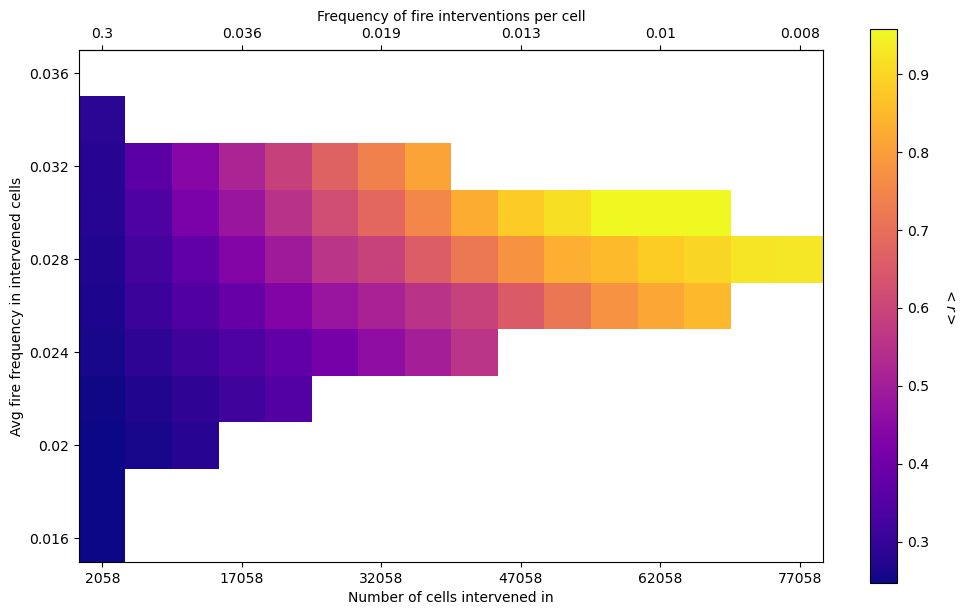 Frequency of fire interventions per cell
0.3 0.036 0.019 0.013 0.01 0.008
0.036
0.032
0.028
0.024
0.02
0.016
Avg fire frequency in intervened cells
2058 17058 32058 47058 62058 77058
Number of cells intervened in
0.9
0.8
0.7
0.6
0.5
0.4
0.3
< r >